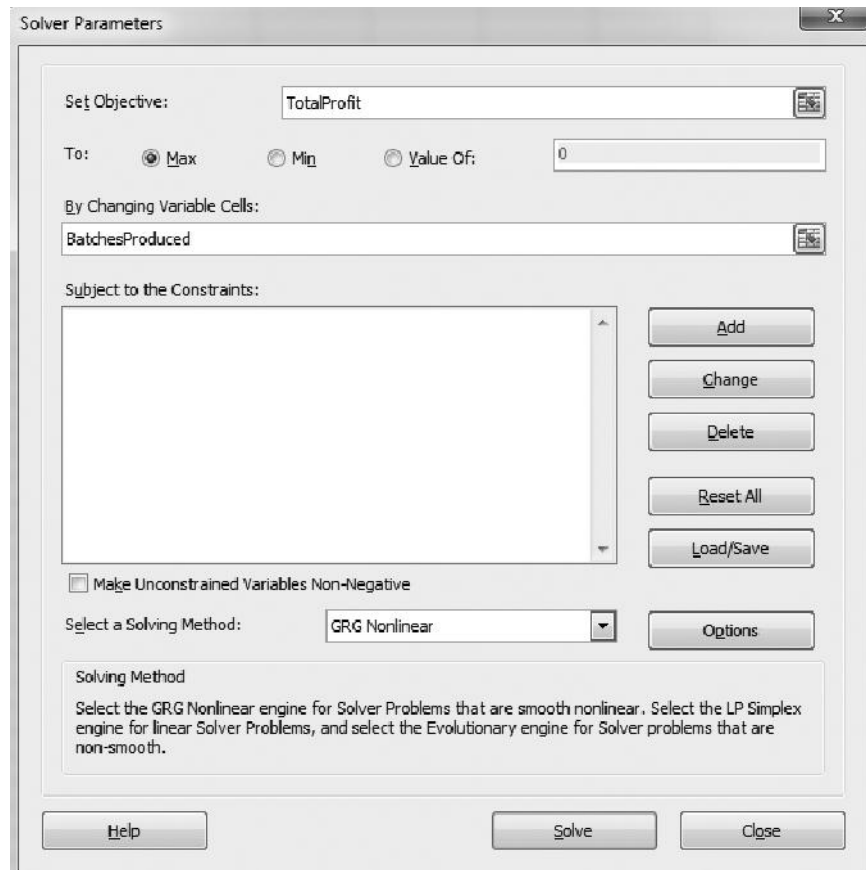 Solver Parameters
x
Set Objective:
TotalProfit
To:
Max
Min
Value Of:
0
By Changing Variable Cells:
BatchesProduced
Subject to the Constraints:
Add
Change
Delete
Reset All
Load/Save
Make Unconstrained Variables Non-Negative
Select a Solving Method:
GRG Nonlinear
Options
Solving Method
Select the GRG Nonlinear engine for Solver Problems that are smooth nonlinear. Select the LP Simplex
engine for linear Solver Problems, and select the Evolutionary engine for Solver problems that are
non-smooth.
Help
Solve
Close